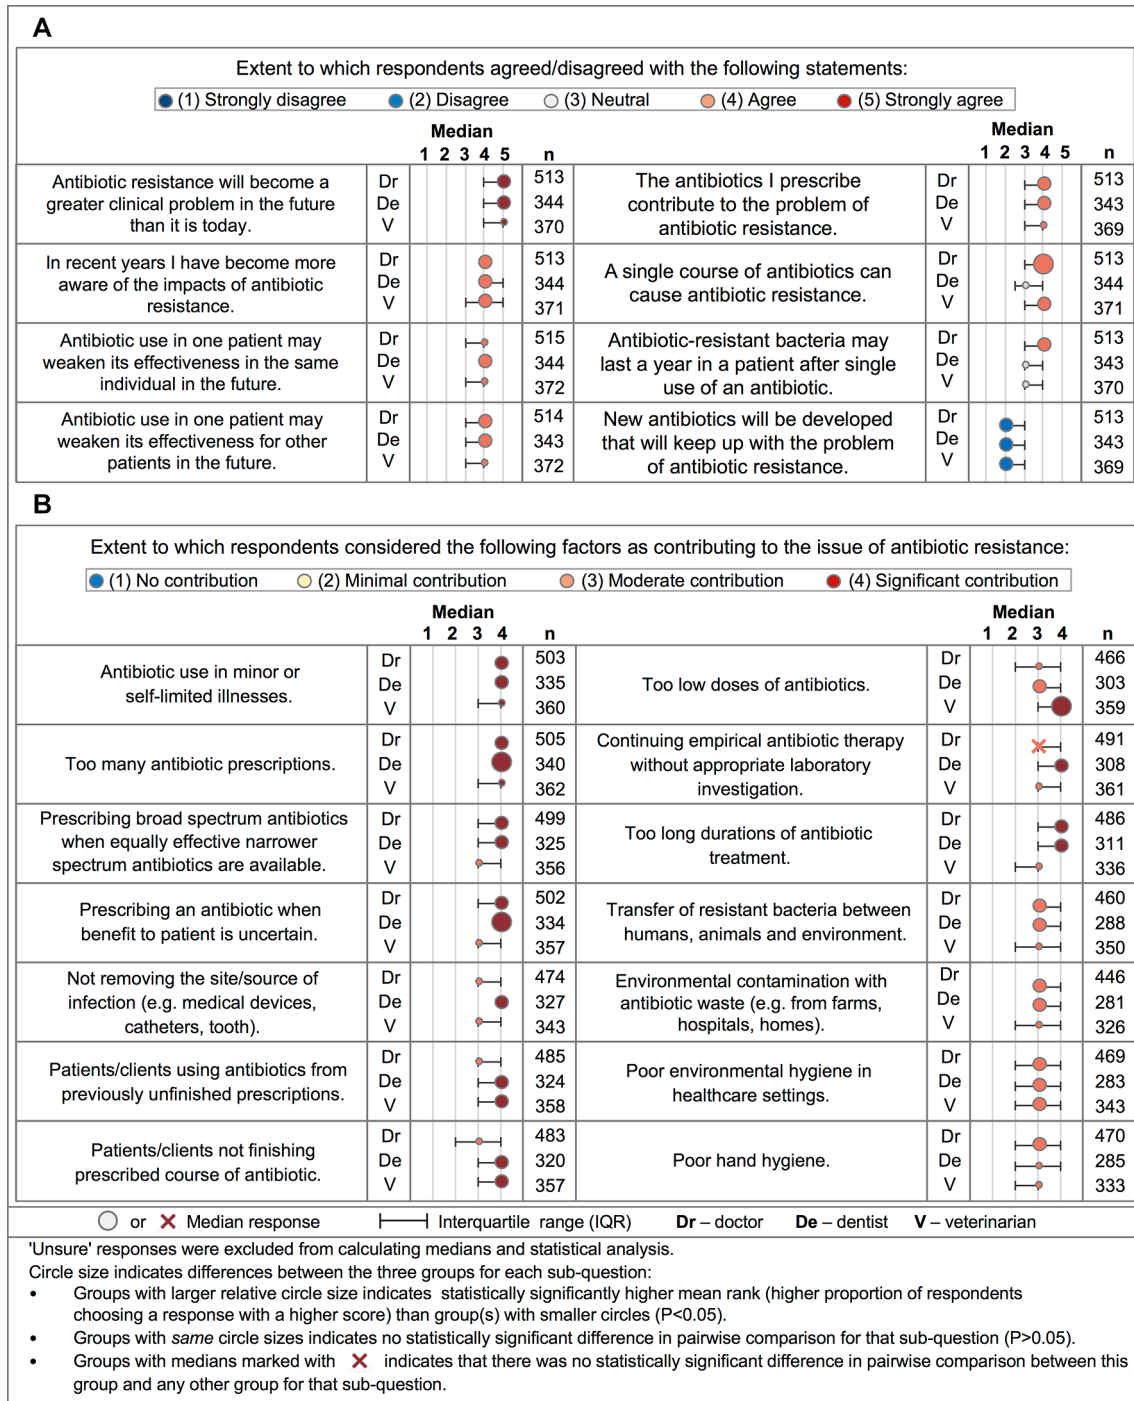 A
Extent to which respondents agreed/disagreed with the following statements:
(1) Strongly disagree (2) Disagree (3) Neutral (4) Agree (5) Strongly agree
Median
1 2 3 4 5 n
Median
1 2 3 4 5 n
Antibiotic resistance will become a
greater clinical problem in the future
than it is today.
Dr 513
De 344
V 370
The antibiotics I prescribe
contribute to the problem of
antibiotic resistance.
Dr 513
De 343
V 369
In recent years I have become more
aware of the impacts of antibiotic
resistance.
Dr 513
De 344
V 371
A single course of antibiotics can
cause antibiotic resistance.
Dr 513
De 344
V 371
Antibiotic use in one patient may
weaken its effectiveness in the same
individual in the future.
Dr 515
De 344
V 372
Antibiotic-resistant bacteria may
last a year in a patient after single
use of an antibiotic.
Dr 513
De 343
V 370
Antibiotic use in one patient may
weaken its effectiveness for other
patients in the future.
Dr 514
De 343
V 372
New antibiotics will be developed
that will keep up with the problem
of antibiotic resistance.
Dr 513
De 343
V 369
B
Extent to which respondents considered the following factors as contributing to the issue of antibiotic resistance:
(1) No contribution (2) Minimal contribution (3) Moderate contribution (4) Significant contribution
Median
1 2 3 4 n
Median
1 2 3 4 n
Antibiotic use in minor or
self-limited illnesses.
Dr 503
De 335
V 360
Too low doses of antibiotics.
Dr 466
De 303
V 359
Too many antibiotic prescriptions.
Dr 505
De 340
V 362
Continuing empirical antibiotic therapy
without appropriate laboratory
investigation.
Dr 491
De 308
V 361
Prescribing broad spectrum antibiotics
when equally effective narrower
spectrum antibiotics are available.
Dr 499
De 325
V 356
Too long durations of antibiotic
treatment.
Dr 486
De 311
V 336
Prescribing an antibiotic when
benefit to patient is uncertain.
Dr 502
De 334
V 357
Transfer of resistant bacteria between
humans, animals and environment.
Dr 460
De 288
V 350
Not removing the site/source of
infection (e.g. medical devices,
catheters, tooth).
Dr 474
De 327
V 343
Environmental contamination with
antibiotic waste (e.g. from farms,
hospitals, homes).
Dr 446
De 281
V 326
Patients/clients using antibiotics from
previously unfinished prescriptions.
Dr 485
De 324
V 358
Poor environmental hygiene in
healthcare settings.
Dr 469
De 283
V 343
Patients/clients not finishing
prescribed course of antibiotic.
Dr 483
De 320
V 357
Poor hand hygiene.
Dr 470
De 285
V 333
or Median response Interquartile range (IQR) Dr – doctor De – dentist V – veterinarian
'Unsure' responses were excluded from calculating medians and statistical analysis.
Circle size indicates differences between the three groups for each sub-question:
• Groups with larger relative circle size indicates statistically significantly higher mean rank (higher proportion of respondents
choosing a response with a higher score) than group(s) with smaller circles (P<0.05).
• Groups with same circle sizes indicates no statistically significant difference in pairwise comparison for that sub-question (P>0.05).
• Groups with medians marked with indicates that there was no statistically significant difference in pairwise comparison between this
group and any other group for that sub-question.